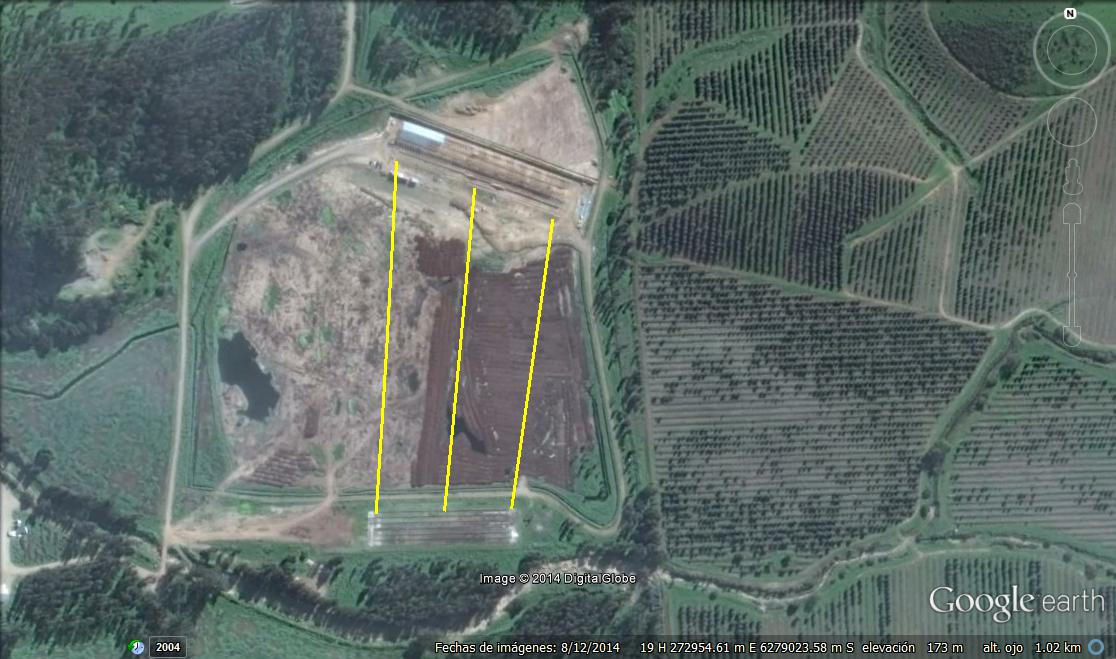 N
Image © 2014 DigitalGlobe
Google earth
2004
Fechas de imágenes: 8/12/2014 19 H 272954.61 m E 6279023.58 m S elevación 173 m alt. ojo 1.02 km